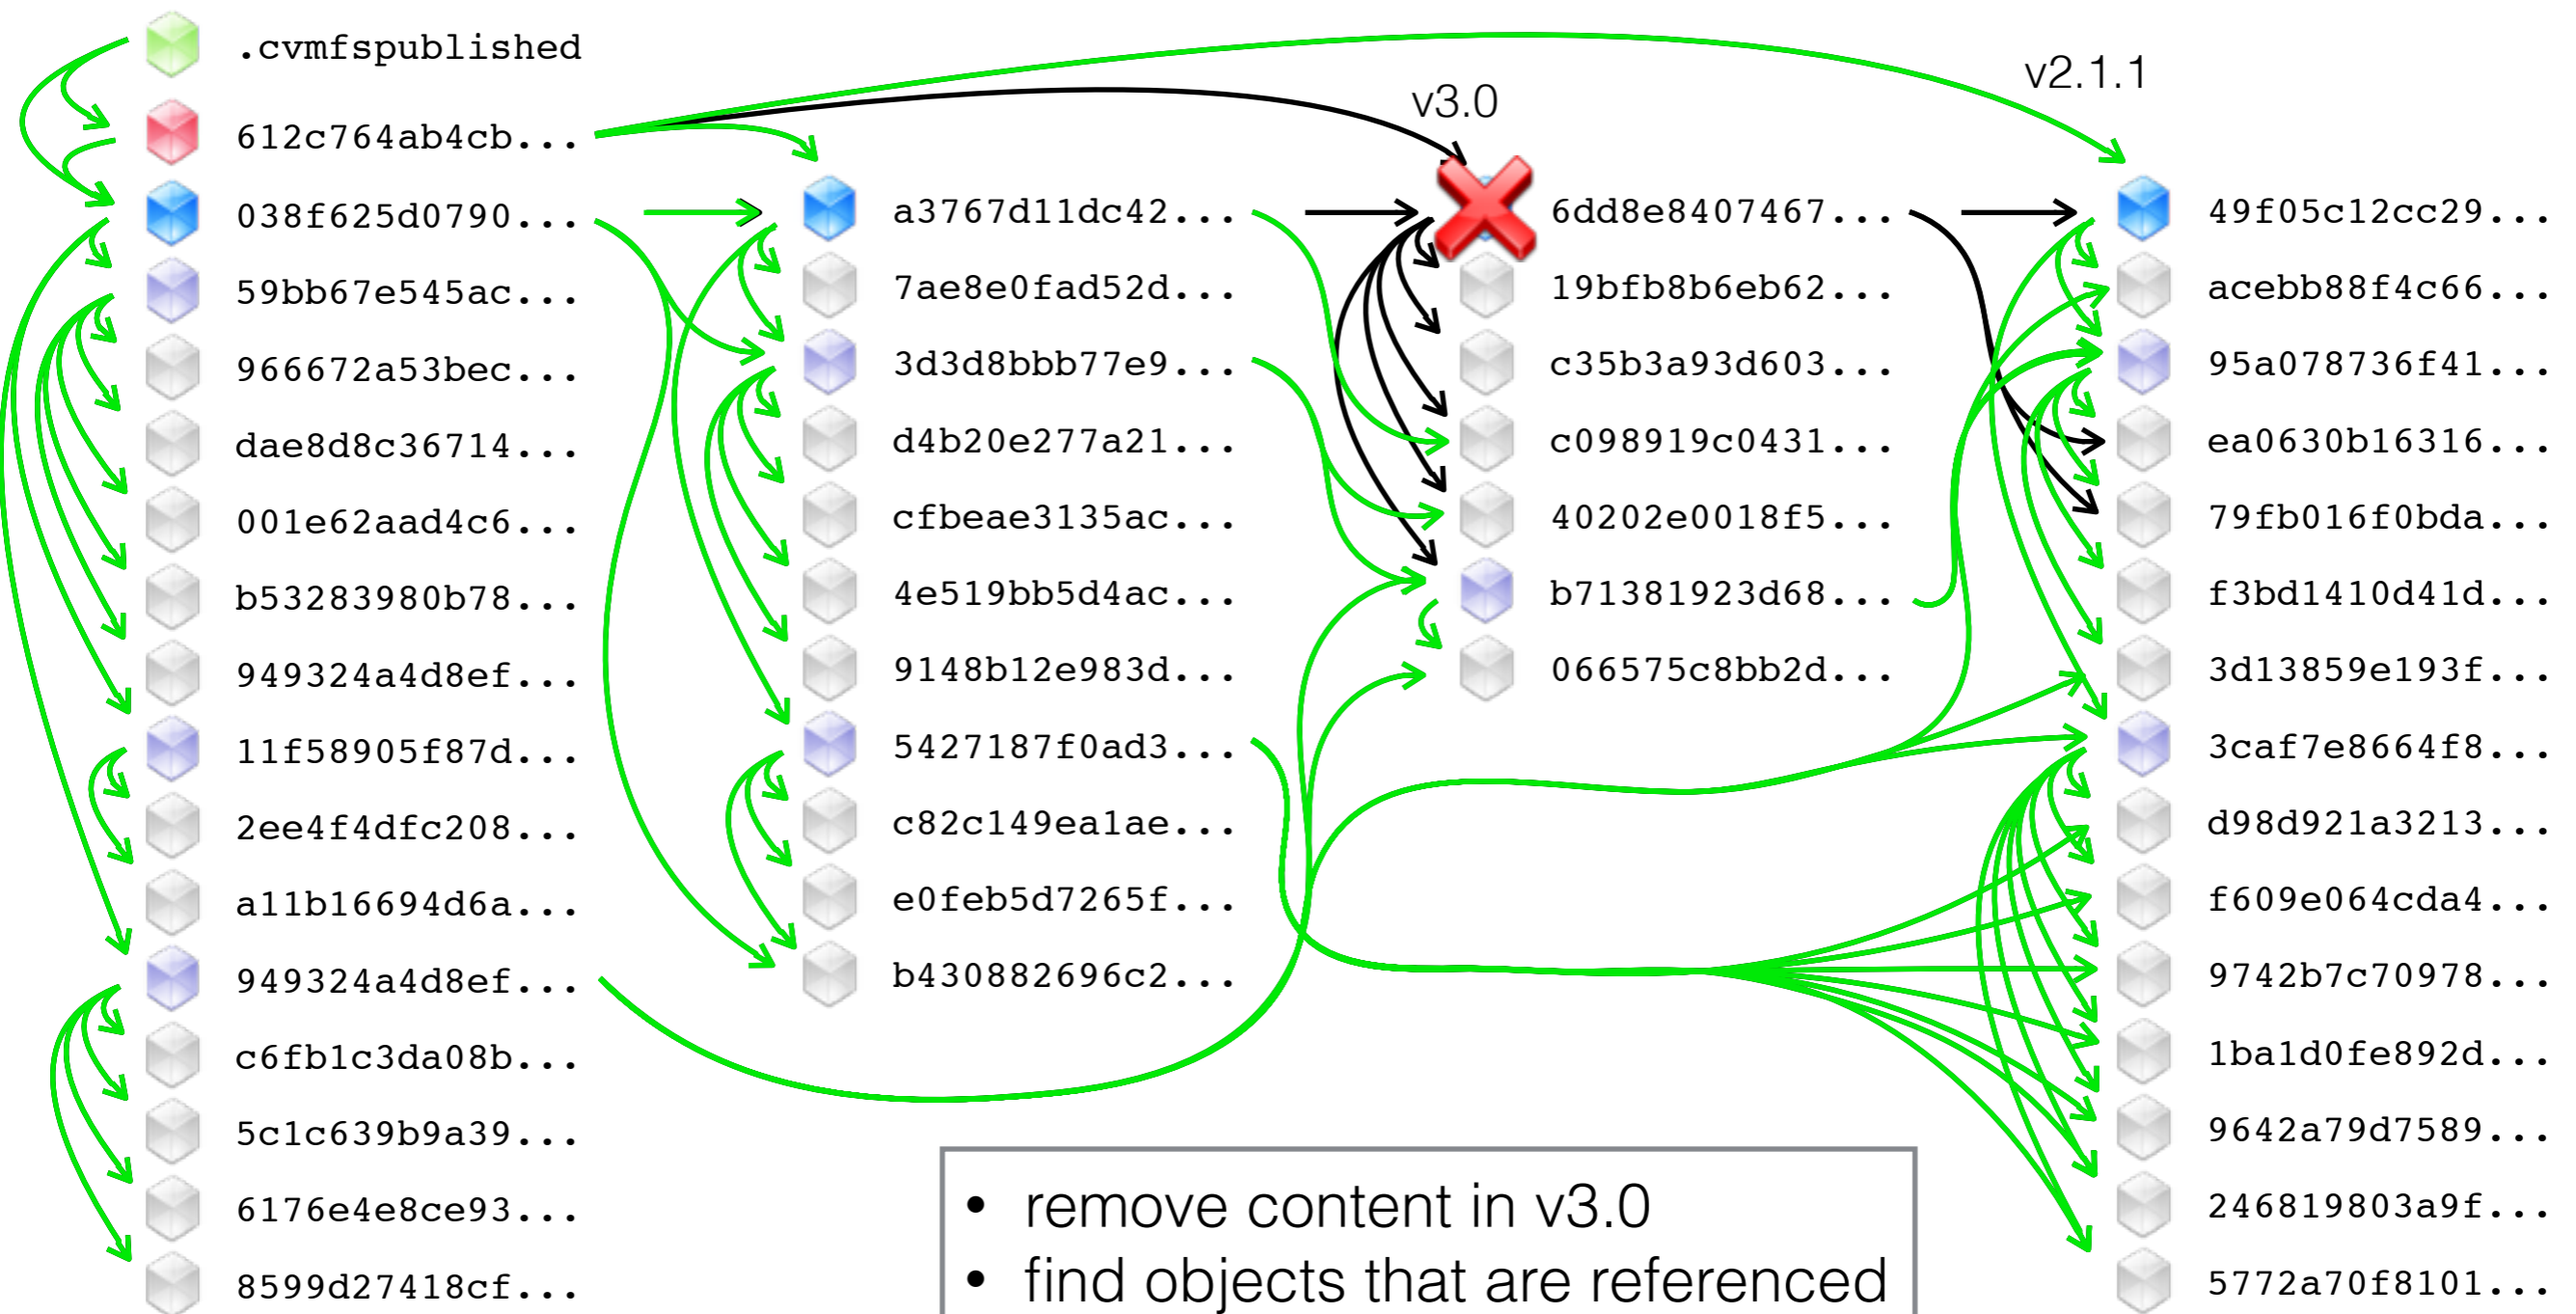 .cvmfspublished
612c764ab4cb...
038f625d0790...
59bb67e545ac...
966672a53bec...
dae8d8c36714...
001e62aad4c6...
b53283980b78...
949324a4d8ef...
11f58905f87d...
2ee4f4dfc208...
a11b16694d6a...
949324a4d8ef...
c6fb1c3da08b...
5c1c639b9a39...
6176e4e8ce93...
8599d27418cf...
a3767d11dc42...
7ae8e0fad52d...
3d3d8bbb77e9...
d4b20e277a21...
cfbeae3135ac...
4e519bb5d4ac...
9148b12e983d...
5427187f0ad3...
c82c149ea1ae...
e0feb5d7265f...
b430882696c2...
v3.0
6dd8e8407467...
19bfb8b6eb62...
c35b3a93d603...
c098919c0431...
40202e0018f5...
b71381923d68...
066575c8bb2d...
v2.1.1
49f05c12cc29...
acebb88f4c66...
95a078736f41...
ea0630b16316...
79fb016f0bda...
f3bd1410d41d...
3d13859e193f...
3caf7e8664f8...
d98d921a3213...
f609e064cda4...
9742b7c70978...
1ba1d0fe892d...
9642a79d7589...
246819803a9f...
5772a70f8101...
• remove content in v3.0
• find objects that are referenced